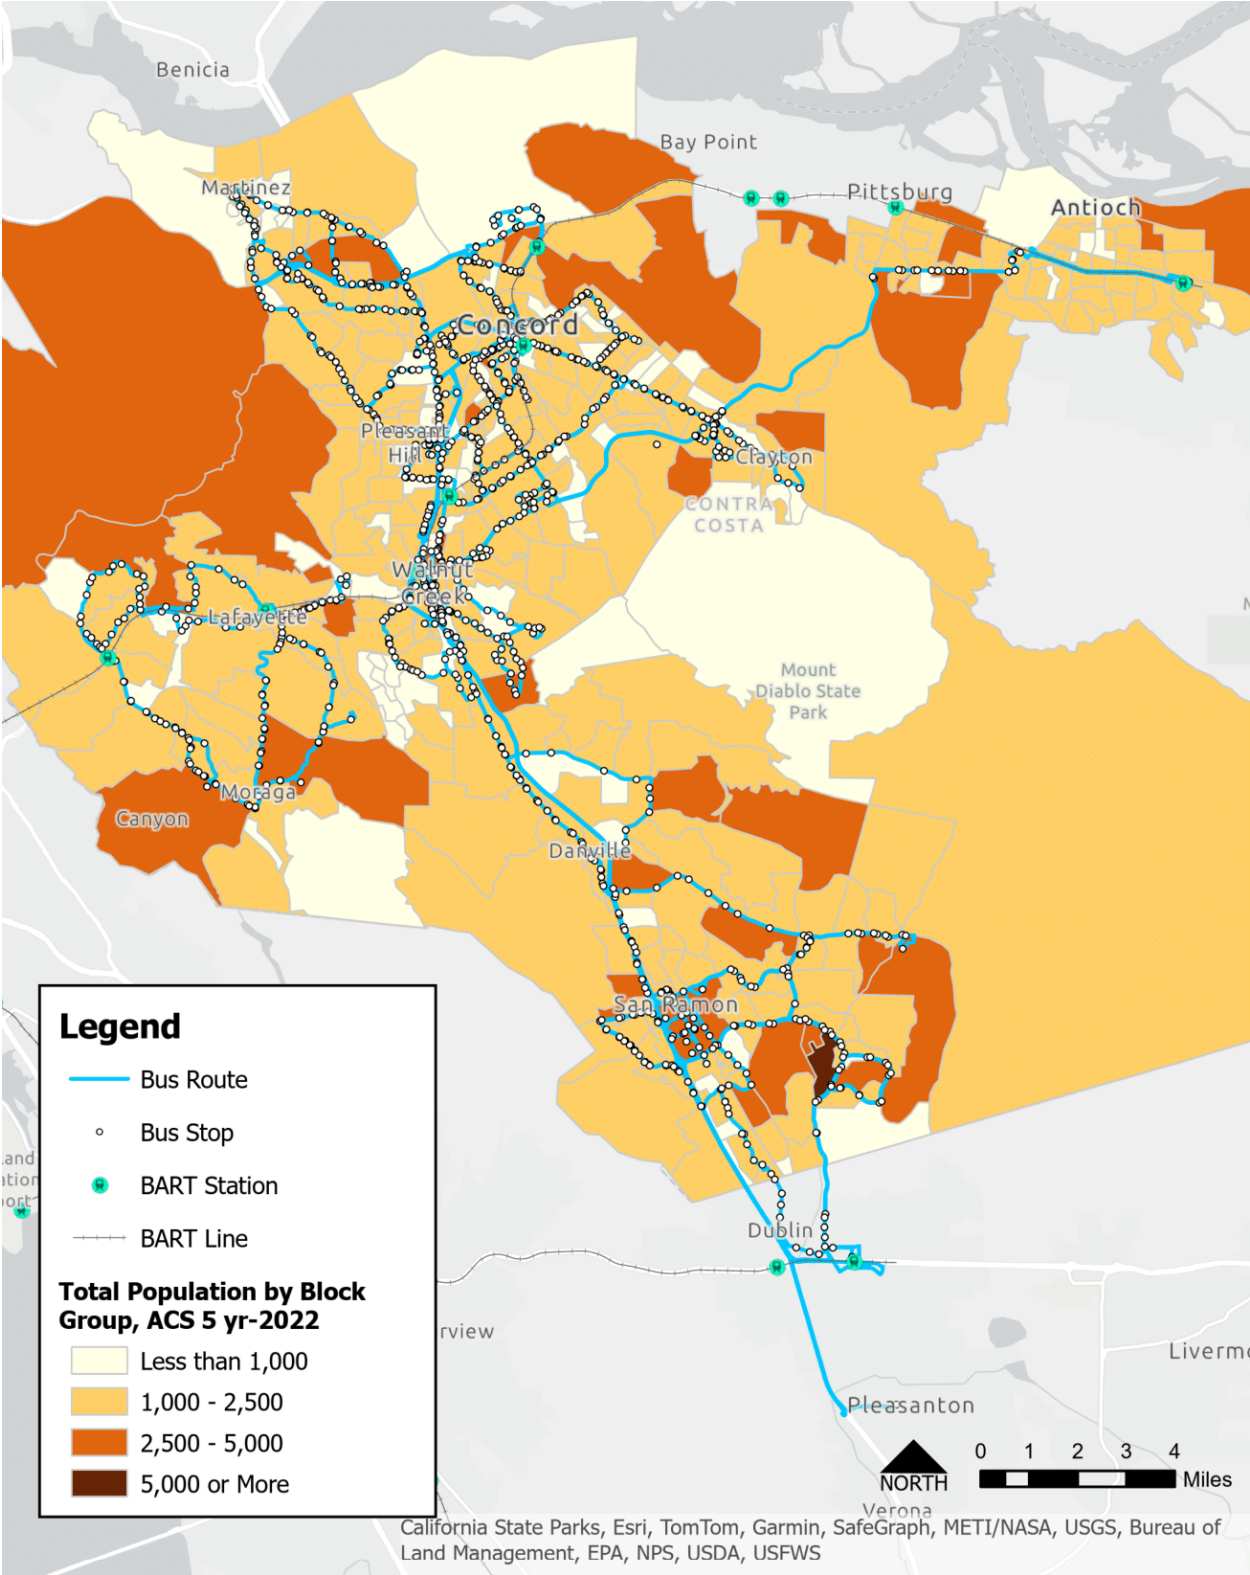 Benicia
Bay Point
Martinez
Pittsburg
Antioch
Concord
Pleasant
Hill
Clayton
CONTRA
COSTA
Walnut
Creek
Lafayette
Mount
Diablo State
Park
Moraga
Canyon
Danville
San Ramon
Legend
Bus Route
Bus Stop
BART Station
BART Line
Total Population by Block
Group, ACS 5 yr-2022
Less than 1,000
1,000 - 2,500
2,500 - 5,000
5,000 or More
Dublin
rview
Livermo
Pleasanton
0 1 2 3 4
Miles
NORTH
Verona
California State Parks, Esri, TomTom, Garmin, SafeGraph, METI/NASA, USGS, Bureau of
Land Management, EPA, NPS, USDA, USFWS